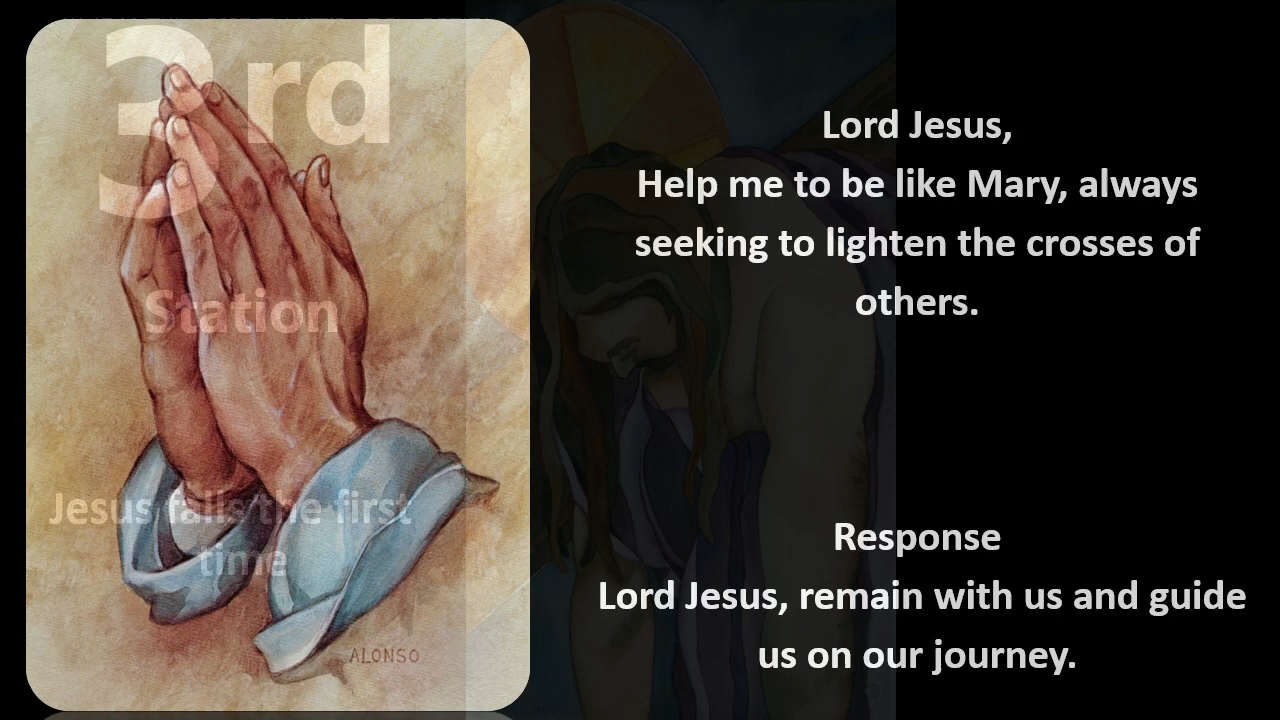 3rd
Station
Jesus falls the first
time
ALONSO
Lord Jesus,
Help me to be like Mary, always
seeking to lighten the crosses of
others.
Response
Lord Jesus, remain with us and guide
us on our journey.